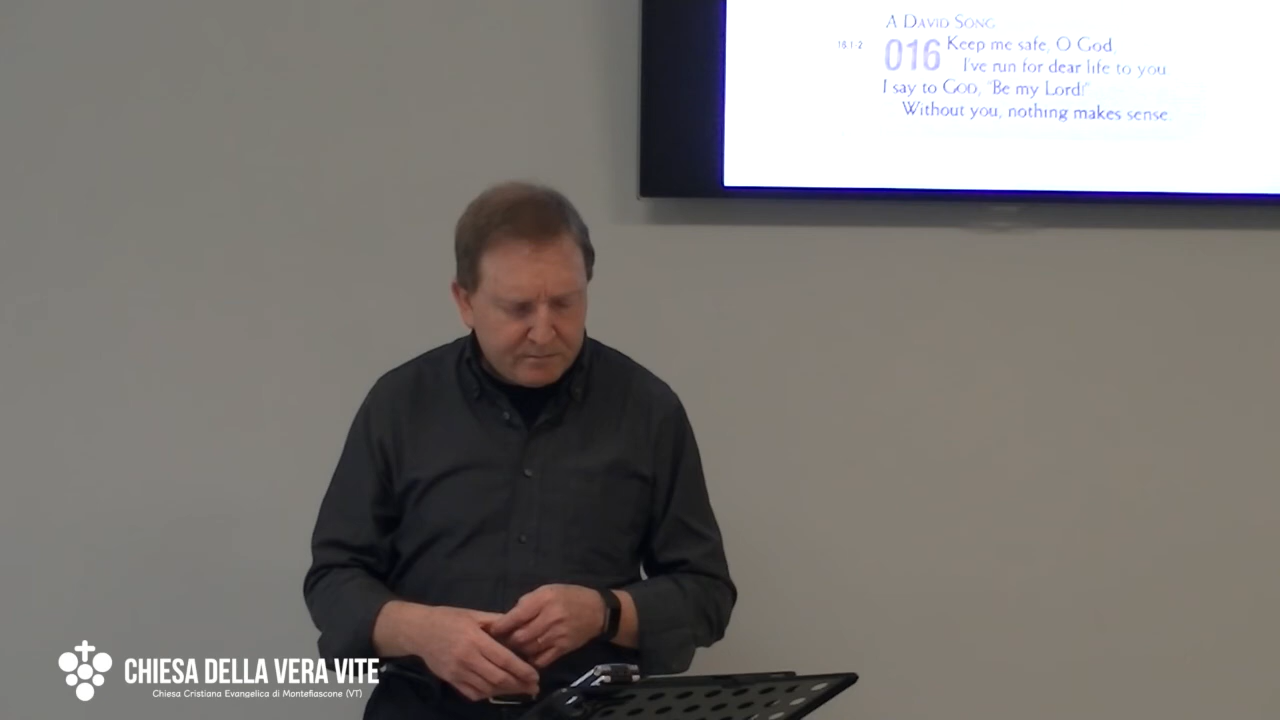 A DAVID SONG
16:1-2
016 Keep me safe, O God,
I've run for dear life to you.
I say to GOD, "Be my Lord!"
Without you, nothing makes sense.
CHIESA DELLA VERA VITE
Chiesa Cristiana Evangelica di Montefiascone (VT)